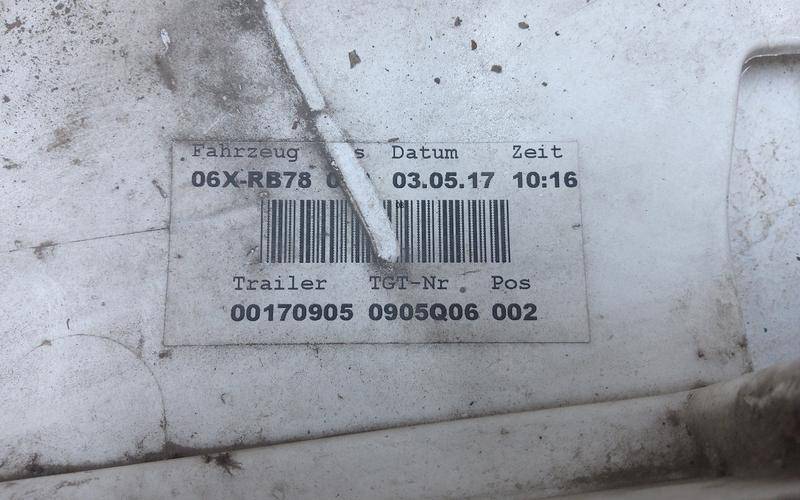 Fahrzeug Datum Zeit
06X-RB78 03.05.17 10:16
Trailer TGT-Nr Pos
00170905 0905Q06 002